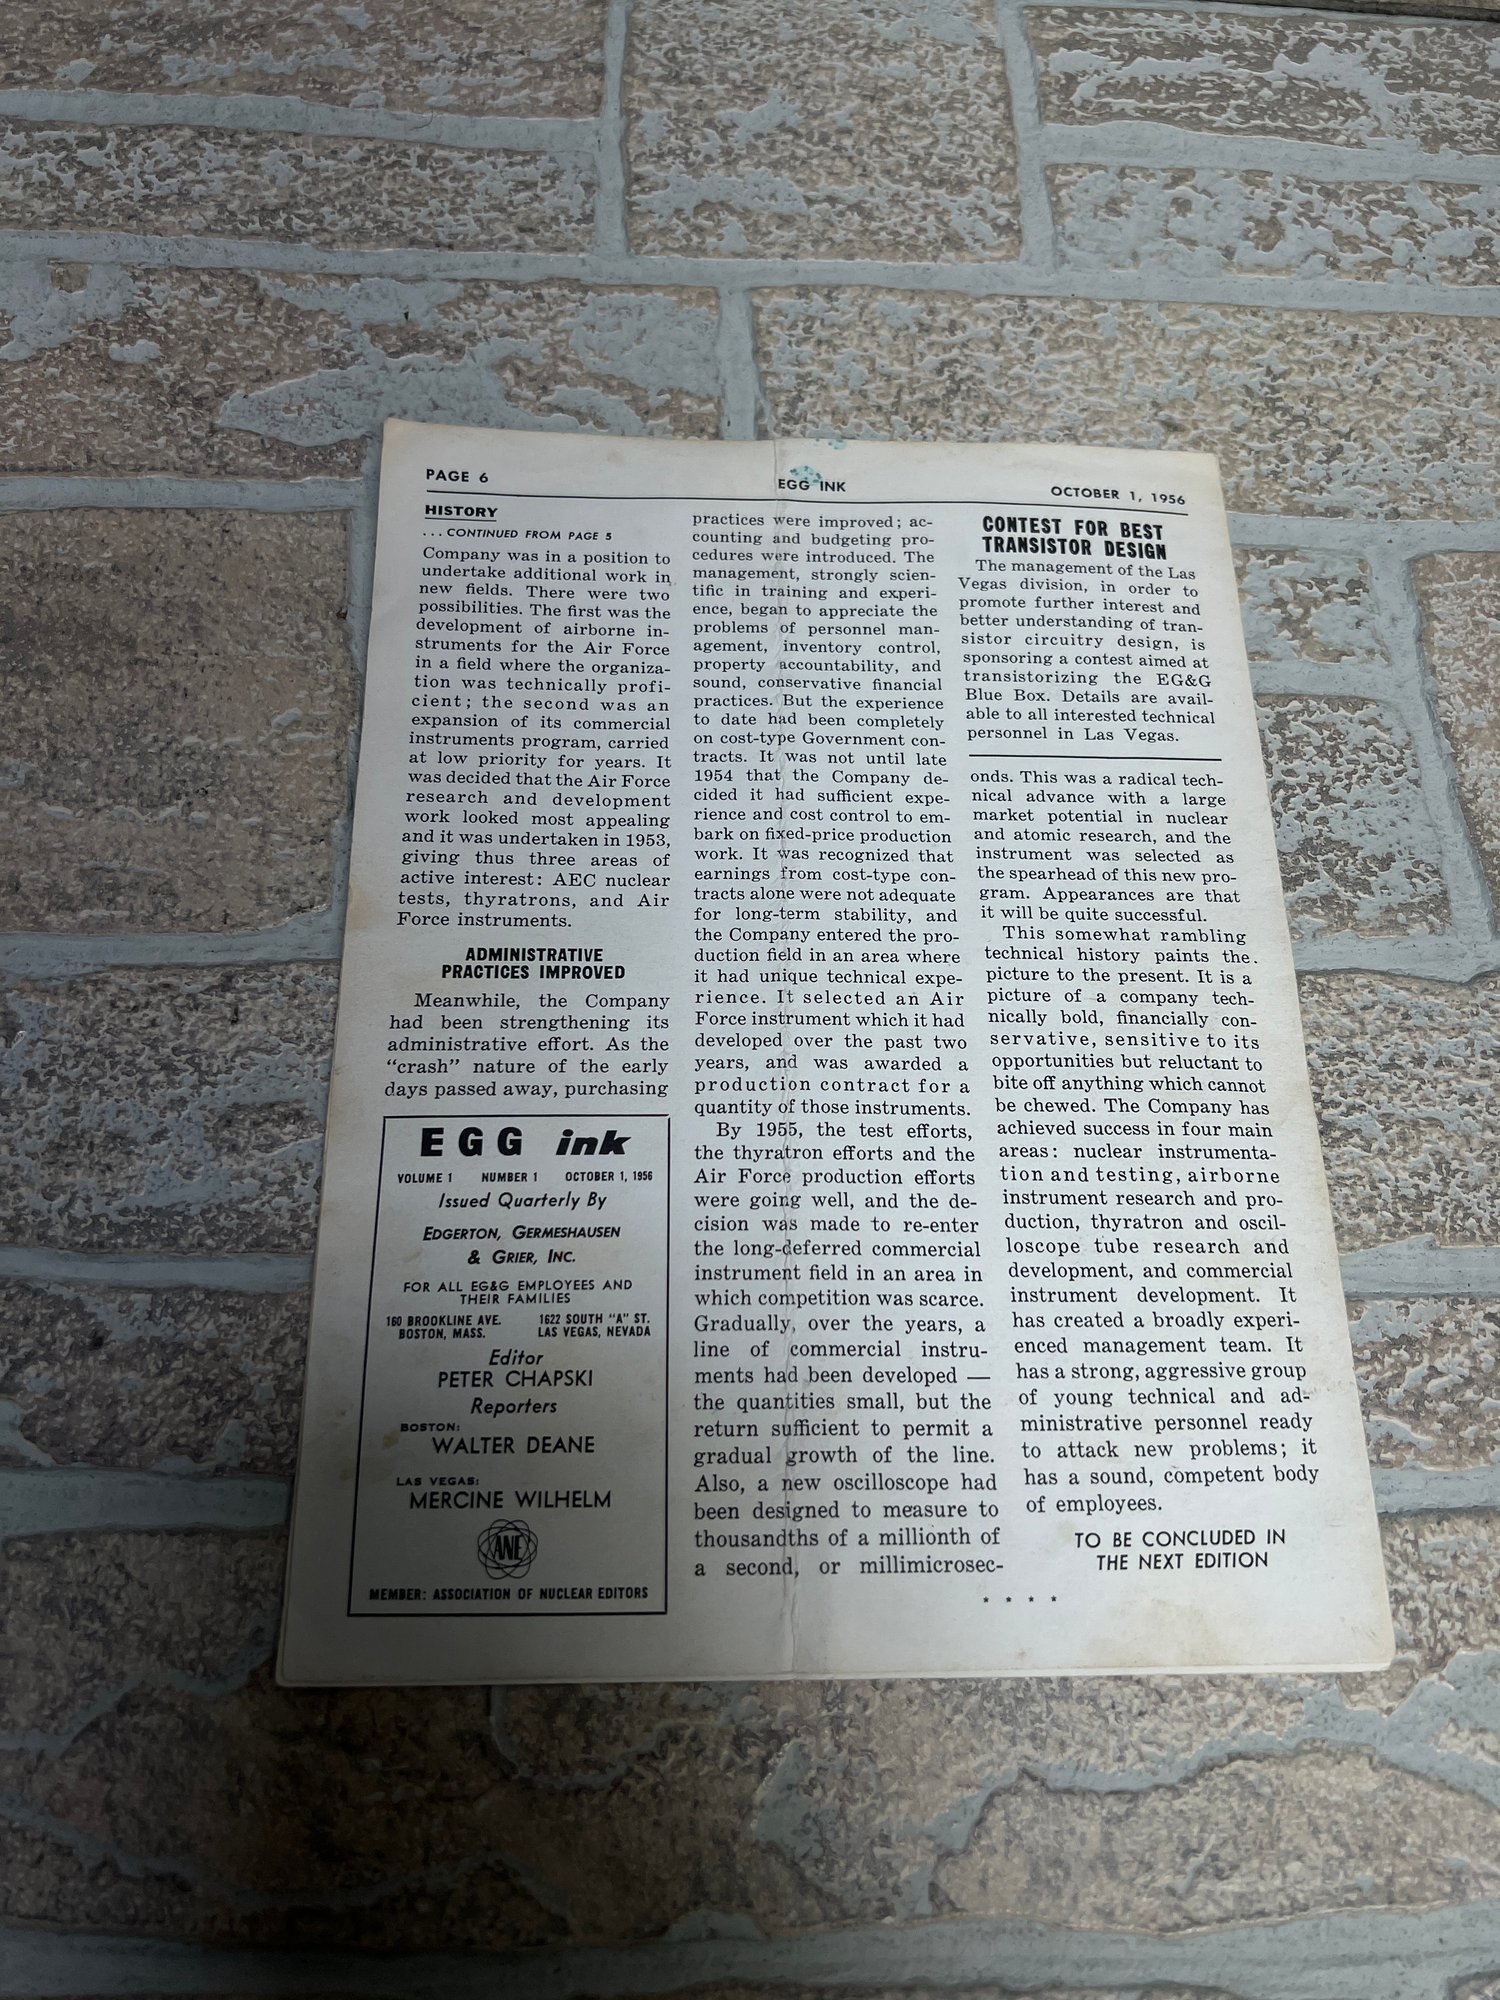 PAGE 6
EGG INK
OCTOBER 1, 1956
HISTORY
... CONTINUED FROM PAGE 5
Company was in a position to
undertake additional work in
new fields. There were two
possibilities. The first was the
development of airborne in-
struments for the Air Force
in a field where the organiza-
tion was technically profi-
cient; the second was an
expansion of its commercial
instruments program, carried
at low priority for years. It
was decided that the Air Force
research and development
work looked most appealing
and it was undertaken in 1953,
giving thus three areas of
active interest: AEC nuclear
tests, thyratrons, and Air
Force instruments.
ADMINISTRATIVE
PRACTICES IMPROVED
Meanwhile, the Company
had been strengthening its
administrative effort. As the
"crash" nature of the early
days passed away, purchasing
EGG ink
VOLUME 1 NUMBER 1 OCTOBER 1, 1956
Issued Quarterly By
EDGERTON, GERMESHAUSEN
& GRIER, INC.
FOR ALL EG&G EMPLOYEES AND
THEIR FAMILIES
160 BROOKLINE AVE.
BOSTON, MASS.
1622 SOUTH "A" ST.
LAS VEGAS, NEVADA
Editor
PETER CHAPSKI
Reporters
BOSTON:
WALTER DEANE
LAS VEGAS:
MERCINE WILHELM
ANE
MEMBER: ASSOCIATION OF NUCLEAR EDITORS
practices were improved; ac-
counting and budgeting pro-
cedures were introduced. The
management, strongly scien-
tific in training and experi-
ence, began to appreciate the
problems of personnel man-
agement, inventory control,
property accountability, and
sound, conservative financial
practices. But the experience
to date had been completely
on cost-type Government con-
tracts. It was not until late
1954 that the Company de-
cided it had sufficient expe-
rience and cost control to em-
bark on fixed-price production
work. It was recognized that
earnings from cost-type con-
tracts alone were not adequate
for long-term stability, and
the Company entered the pro-
duction field in an area where
it had unique technical expe-
rience. It selected an Air
Force instrument which it had
developed over the past two
years, and was awarded a
production contract for a
quantity of those instruments.
By 1955, the test efforts,
the thyratron efforts and the
Air Force production efforts
were going well, and the de-
cision was made to re-enter
the long-deferred commercial
instrument field in an area in
which competition was scarce.
Gradually, over the years, a
line of commercial instru-
ments had been developed —
the quantities small, but the
return sufficient to permit a
gradual growth of the line.
Also, a new oscilloscope had
been designed to measure to
thousandths of a millionth of
a second, or millimicrosec-
CONTEST FOR BEST
TRANSISTOR DESIGN
The management of the Las
Vegas division, in order to
promote further interest and
better understanding of tran-
sistor circuitry design, is
sponsoring a contest aimed at
transistorizing the EG&G
Blue Box. Details are avail-
able to all interested technical
personnel in Las Vegas.
onds. This was a radical tech-
nical advance with a large
market potential in nuclear
and atomic research, and the
instrument was selected as
the spearhead of this new pro-
gram. Appearances are that
it will be quite successful.
This somewhat rambling
technical history paints the
picture to the present. It is a
picture of a company tech-
nically bold, financially con-
servative, sensitive to its
opportunities but reluctant to
bite off anything which cannot
be chewed. The Company has
achieved success in four main
areas: nuclear instrumenta-
tion and testing, airborne
instrument research and pro-
duction, thyratron and oscil-
loscope tube research and
development, and commercial
instrument development. It
has created a broadly experi-
enced management team. It
has a strong, aggressive group
of young technical and ad-
ministrative personnel ready
to attack new problems; it
has a sound, competent body
of employees.
TO BE CONCLUDED IN
THE NEXT EDITION
* * * *